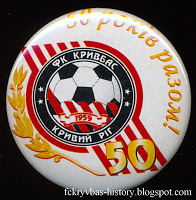 50 років разом!
ФК КРИВБАС
1959
КРИВИЙ РІГ
50
fckryvbas-history.blogspot.com